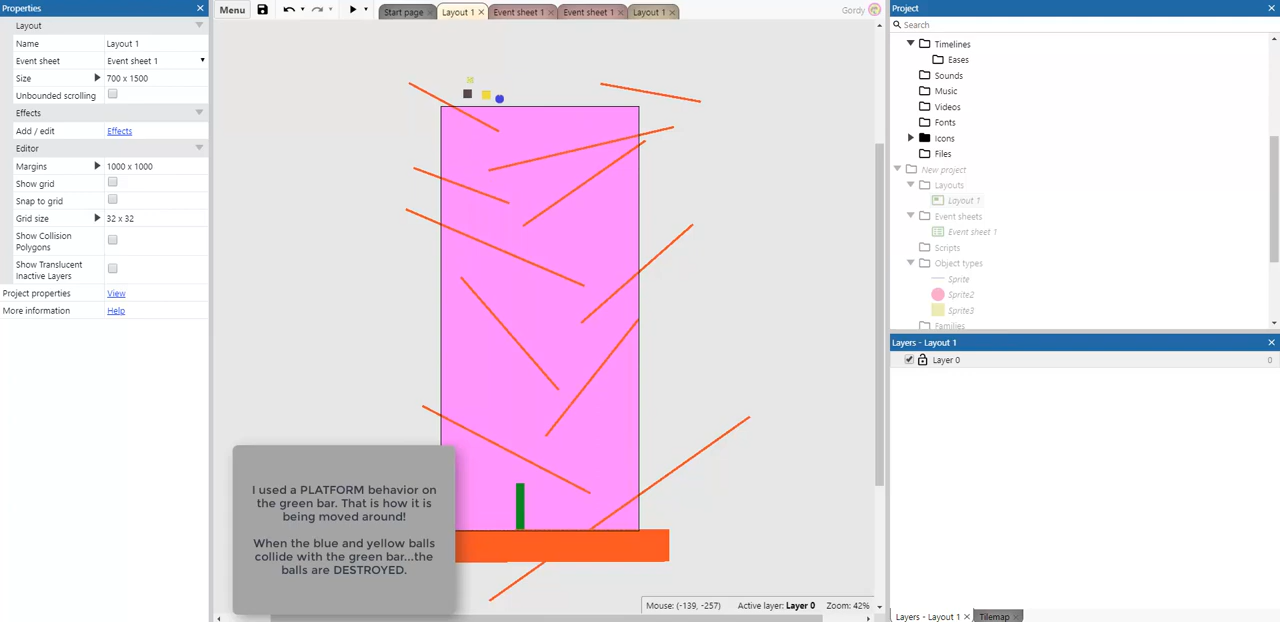 Properties
Layout
Name Layout 1
Event sheet Event sheet 1
Size 700 x 1500
Unbounded scrolling
Effects
Add / edit Effects
Editor
Margins 1000 x 1000
Show grid
Snap to grid
Grid size 32 x 32
Show Collision
Polygons
Show Translucent
Inactive Layers
Project properties View
More information Help
Menu
Start page Layout 1 Event sheet 1 Event sheet 1 Layout 1
Gordy
I used a PLATFORM behavior on
the green bar. That is how it is
being moved around!
When the blue and yellow balls
collide with the green bar...the
balls are DESTROYED.
Mouse: (-139, -257) Active layer: Layer 0 Zoom: 42%
Project
Search
Timelines
Eases
Sounds
Music
Videos
Fonts
Icons
Files
New project
Layouts
Layout 1
Event sheets
Event sheet 1
Scripts
Object types
Sprite
Sprite2
Sprite3
Families
Layers - Layout 1
Layer 0 0
Layers - Layout 1 Tilemap